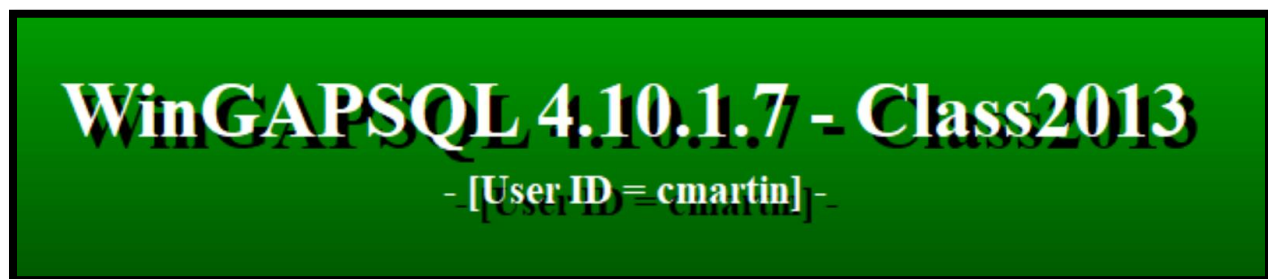 WinGAPSQL 4.10.1.7 - Class2013
- [User ID = cmartin] -